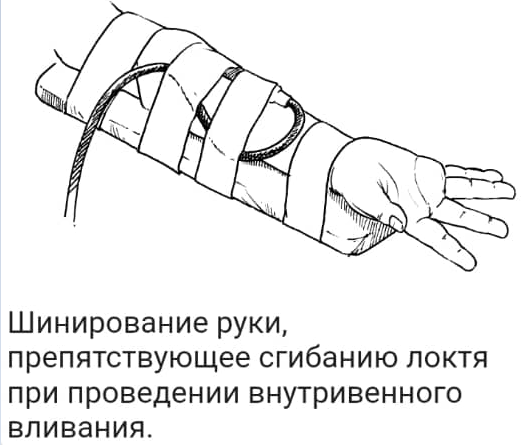 Шинирование руки,
препятствующее сгибанию локтя
при проведении внутривенного
вливания.